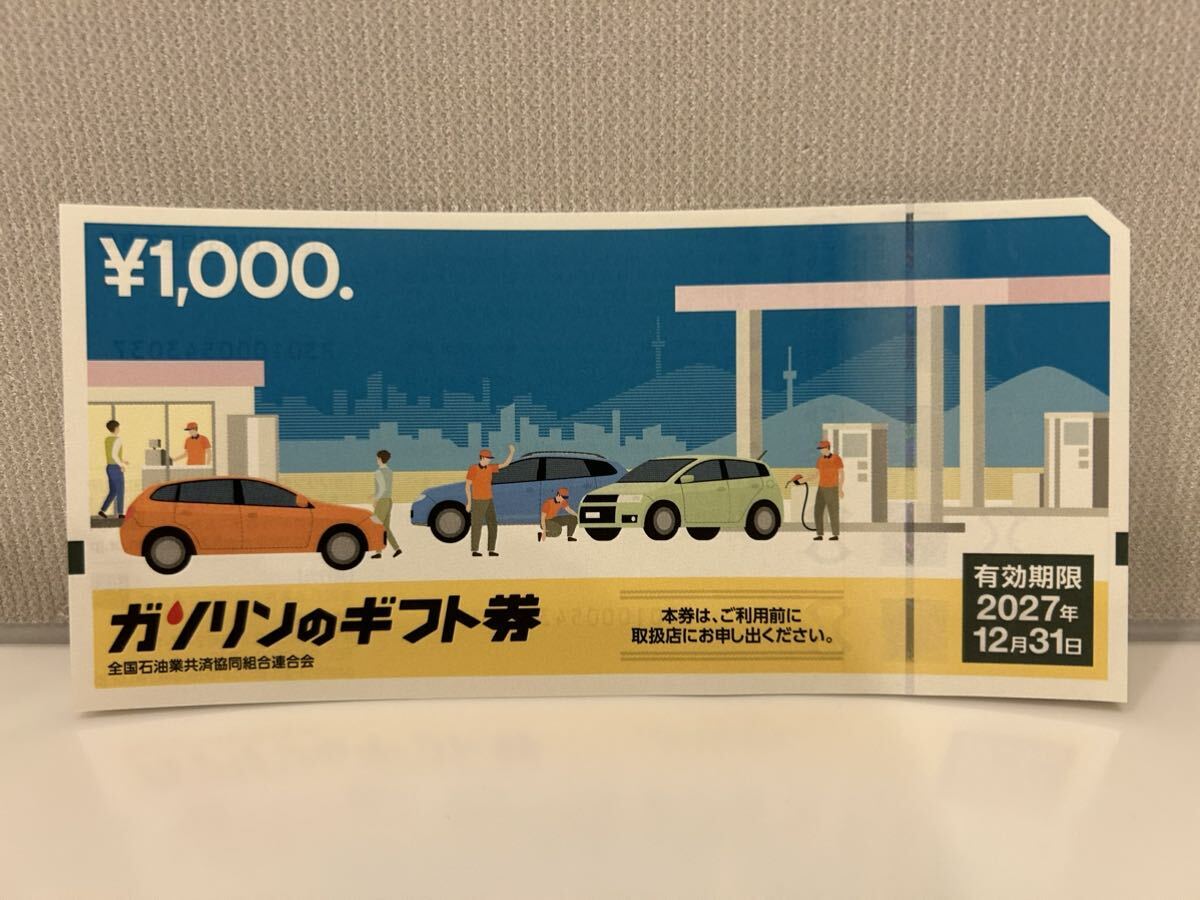 ¥1,000.
ガソリンのギフト券
全国石油業共済協同組合連合会
本券は、ご利用前に
取扱店にお申し出ください。
有効期限
2027年
12月31日